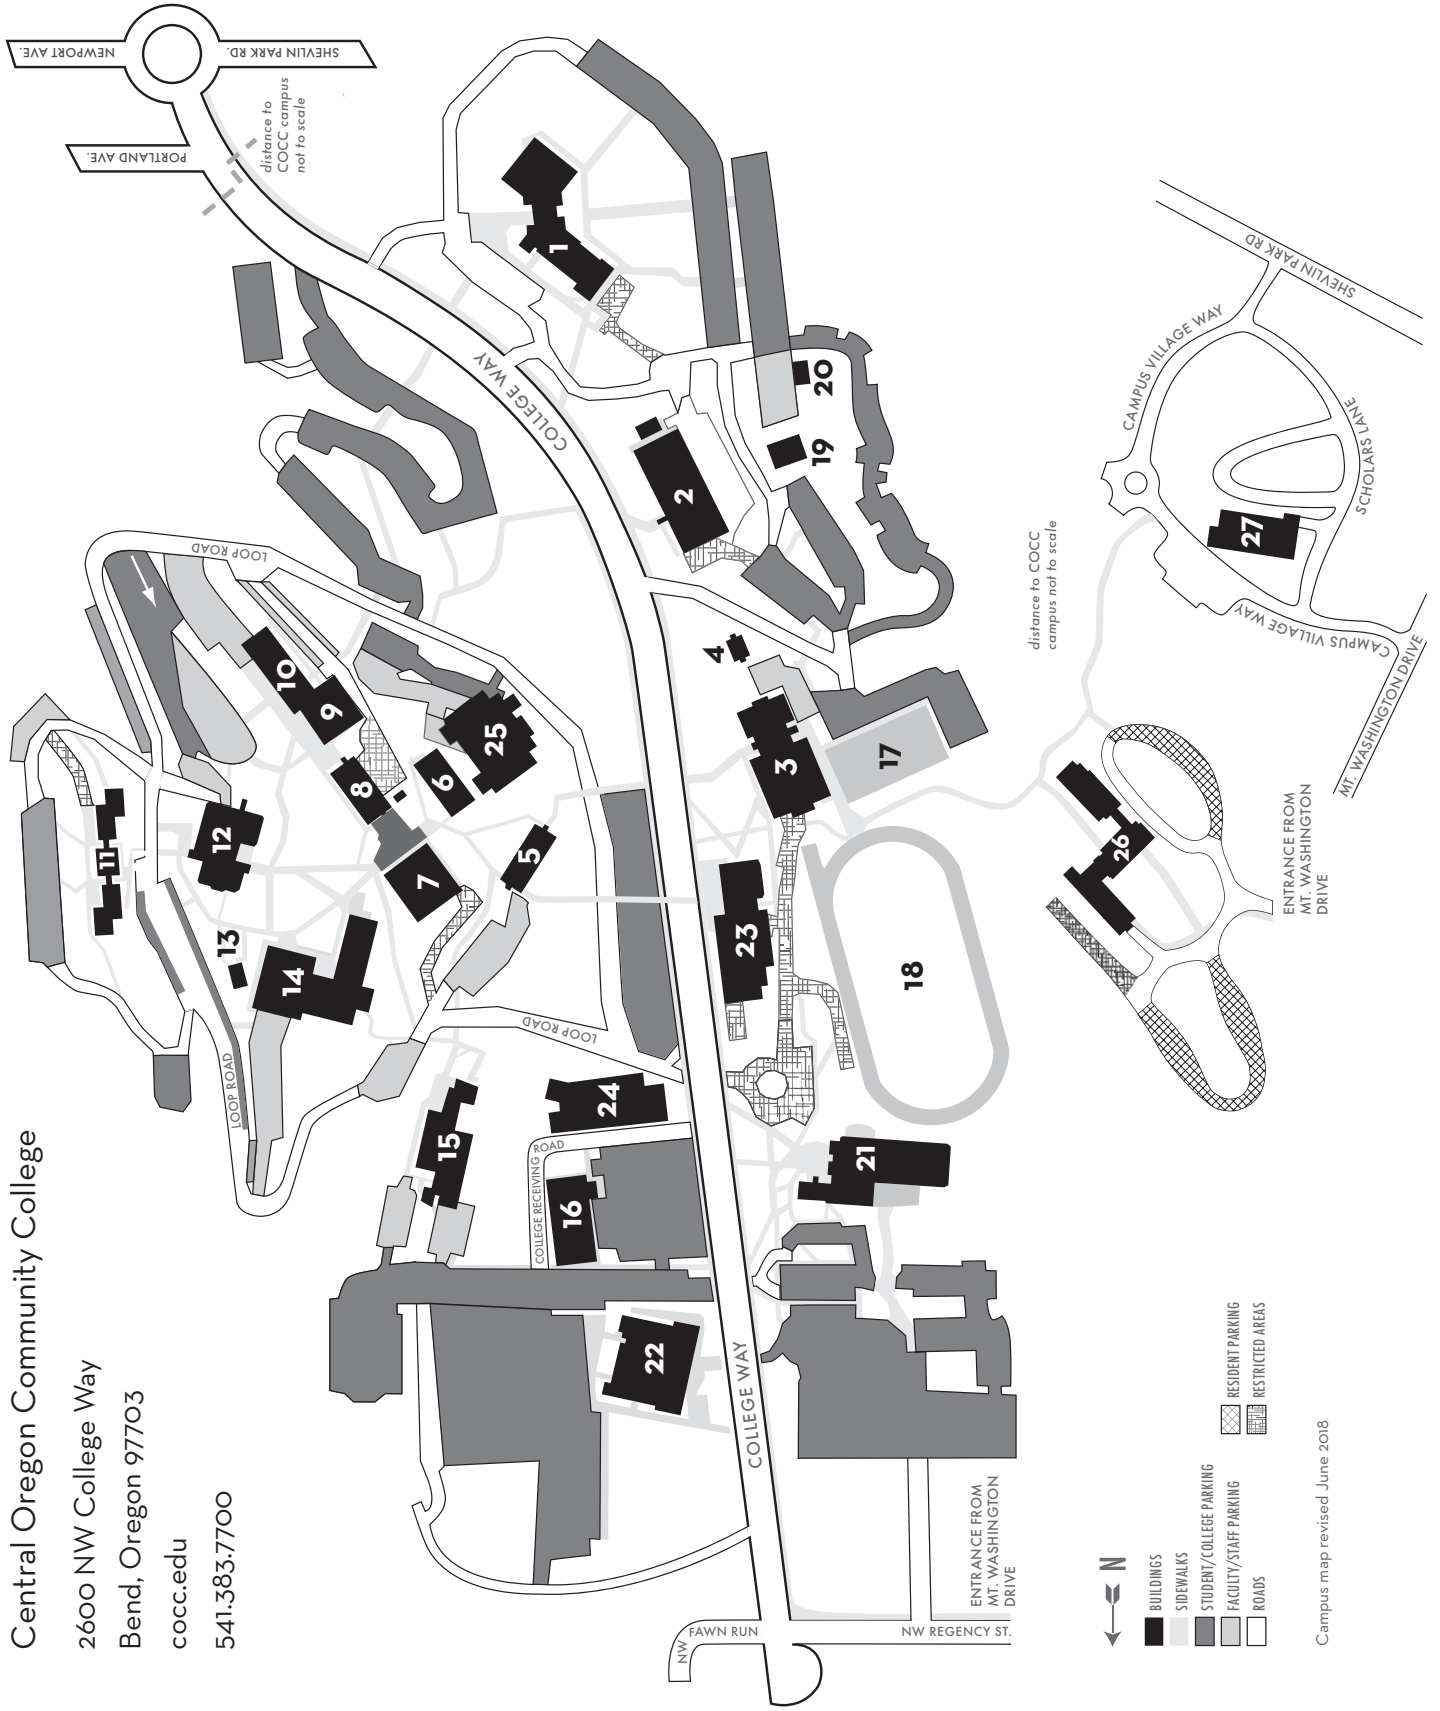 Central Oregon Community College
2600 NW College Way
Bend, Oregon 97703
cocc.edu
541.383.7700
NEWPORT AVE.
SHEVLIN PARK RD.
PORTLAND AVE.
distance to
COCC campus
not to scale
COLLEGE WAY
LOOP ROAD
1
2
20
19
10
9
8
25
6
4
3
17
11
12
7
5
13
14
23
18
LOOP ROAD
LOOP ROAD
15
24
COLLEGE RECEIVING ROAD
16
21
22
COLLEGE WAY
NW FAWN RUN
NW REGENCY ST.
ENTRANCE FROM
MT. WASHINGTON
DRIVE
distance to COCC
campus not to scale
CAMPUS VILLAGE WAY
SHEVLIN PARK RD
SCHOLARS LANE
27
CAMPUS VILLAGE WAY
MT. WASHINGTON DRIVE
26
ENTRANCE FROM
MT. WASHINGTON
DRIVE
N
BUILDINGS
SIDEWALKS
STUDENT/COLLEGE PARKING
FACULTY/STAFF PARKING
ROADS
RESIDENT PARKING
RESTRICTED AREAS
Campus map revised June 2018